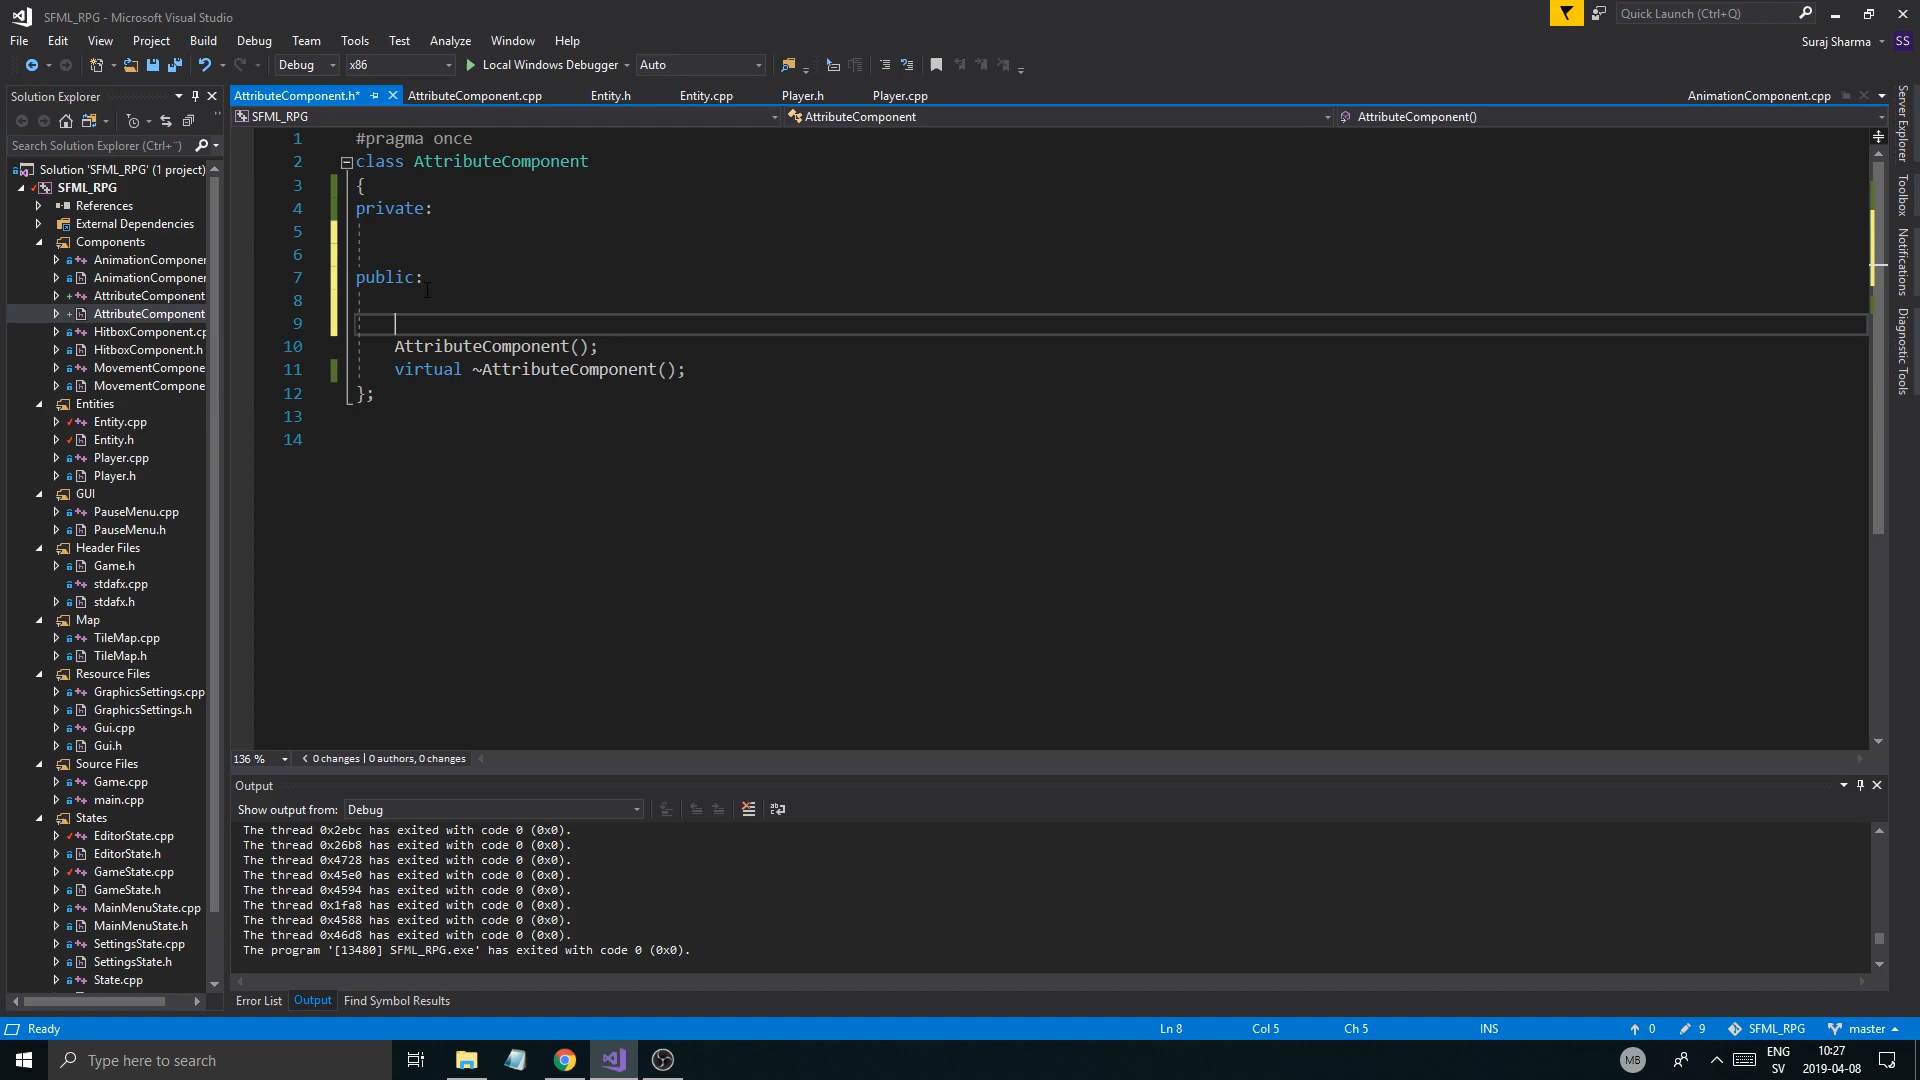 SFML_RPG - Microsoft Visual Studio
Quick Launch (Ctrl+Q)
File Edit View Project Build Debug Team Tools Test Analyze Window Help
Suraj Sharma SS
Debug x86 Local Windows Debugger Auto
Solution Explorer
AttributeComponent.h* AttributeComponent.cpp Entity.h Entity.cpp Player.h Player.cpp AnimationComponent.cpp
SFML_RPG AttributeComponent AttributeComponent()
Search Solution Explorer (Ctrl+¨)
Solution 'SFML_RPG' (1 project)
SFML_RPG
References
External Dependencies
Components
AnimationComponen
AnimationComponen
AttributeComponent
AttributeComponent
HitboxComponent.cp
HitboxComponent.h
MovementCompone
MovementCompone
Entities
Entity.cpp
Entity.h
Player.cpp
Player.h
GUI
PauseMenu.cpp
PauseMenu.h
Header Files
Game.h
stdafx.cpp
stdafx.h
Map
TileMap.cpp
TileMap.h
Resource Files
GraphicsSettings.cpp
GraphicsSettings.h
Gui.cpp
Gui.h
Source Files
Game.cpp
main.cpp
States
EditorState.cpp
EditorState.h
GameState.cpp
GameState.h
MainMenuState.cpp
MainMenuState.h
SettingsState.cpp
SettingsState.h
State.cpp
1 #pragma once
2 class AttributeComponent
3 {
4 private:
5
6
7 public:
8
9
10 AttributeComponent();
11 virtual ~AttributeComponent();
12 };
13
14
Server Explorer
Toolbox
Notifications
Diagnostic Tools
136 % 0 changes | 0 authors, 0 changes
Output
Show output from: Debug
The thread 0x2ebc has exited with code 0 (0x0).
The thread 0x26b8 has exited with code 0 (0x0).
The thread 0x4728 has exited with code 0 (0x0).
The thread 0x45e0 has exited with code 0 (0x0).
The thread 0x4594 has exited with code 0 (0x0).
The thread 0x1fa8 has exited with code 0 (0x0).
The thread 0x4588 has exited with code 0 (0x0).
The thread 0x46d8 has exited with code 0 (0x0).
The program '[13480] SFML_RPG.exe' has exited with code 0 (0x0).
Error List Output Find Symbol Results
Ready Ln 8 Col 5 Ch 5 INS 0 9 SFML_RPG master
Type here to search
MB
ENG
SV
10:27
2019-04-08